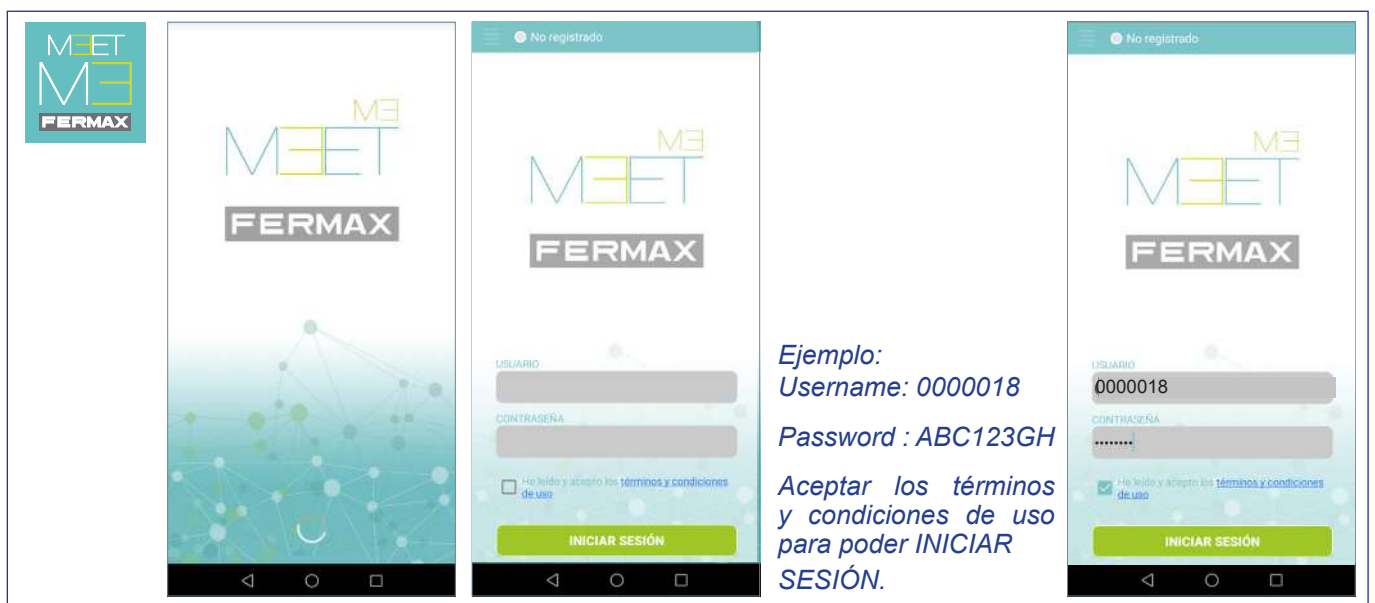 MEET
ME
FERMAX
ME
MEET
FERMAX
No registrado
ME
MEET
FERMAX
USUARIO
CONTRASEÑA
He leído y acepto los términos y condiciones
de uso
INICIAR SESIÓN
Ejemplo:
Username: 0000018
Password : ABC123GH
Aceptar los términos
y condiciones de uso
para poder INICIAR
SESIÓN.
No registrado
ME
MEET
FERMAX
USUARIO
0000018
CONTRASEÑA
••••••••
He leído y acepto los términos y condiciones
de uso
INICIAR SESIÓN